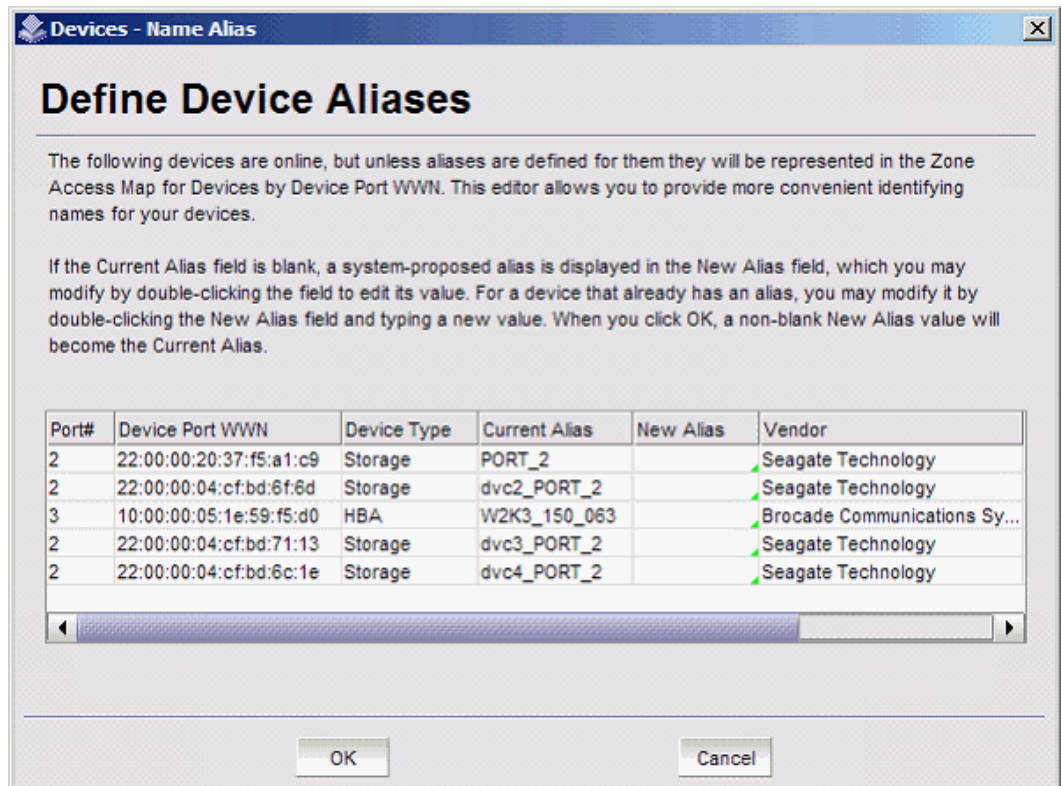 Devices - Name Alias
Define Device Aliases
The following devices are online, but unless aliases are defined for them they will be represented in the Zone
Access Map for Devices by Device Port WWN. This editor allows you to provide more convenient identifying
names for your devices.
If the Current Alias field is blank, a system-proposed alias is displayed in the New Alias field, which you may
modify by double-clicking the field to edit its value. For a device that already has an alias, you may modify it by
double-clicking the New Alias field and typing a new value. When you click OK, a non-blank New Alias value will
become the Current Alias.
Port# Device Port WWN Device Type Current Alias New Alias Vendor
2 22:00:00:20:37:f5:a1:c9 Storage PORT_2 Seagate Technology
2 22:00:00:04:cf:bd:6f:6d Storage dvc2_PORT_2 Seagate Technology
3 10:00:00:05:1e:59:f5:d0 HBA W2K3_150_063 Brocade Communications Sy...
2 22:00:00:04:cf:bd:71:13 Storage dvc3_PORT_2 Seagate Technology
2 22:00:00:04:cf:bd:6c:1e Storage dvc4_PORT_2 Seagate Technology
OK Cancel